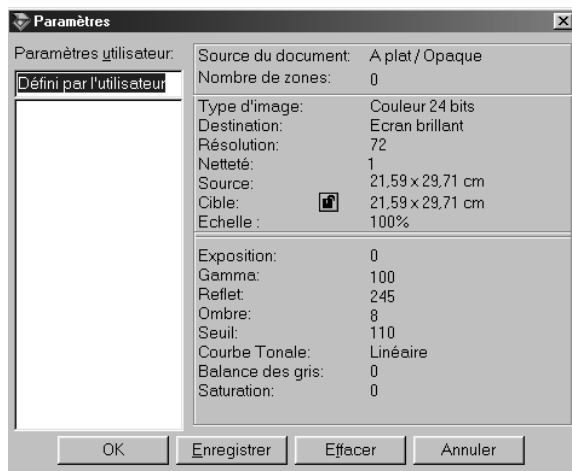 Paramètres
Paramètres utilisateur:
Défini par l'utilisateur
Source du document: A plat / Opaque
Nombre de zones: 0
Type d'image: Couleur 24 bits
Destination: Ecran brillant
Résolution: 72
Netteté: 1
Source: 21,59 x 29,71 cm
Cible: 21,59 x 29,71 cm
Echelle : 100%
Exposition: 0
Gamma: 100
Reflet: 245
Ombre: 8
Seuil: 110
Courbe Tonale: Linéaire
Balance des gris: 0
Saturation: 0
OK Enregistrer Effacer Annuler